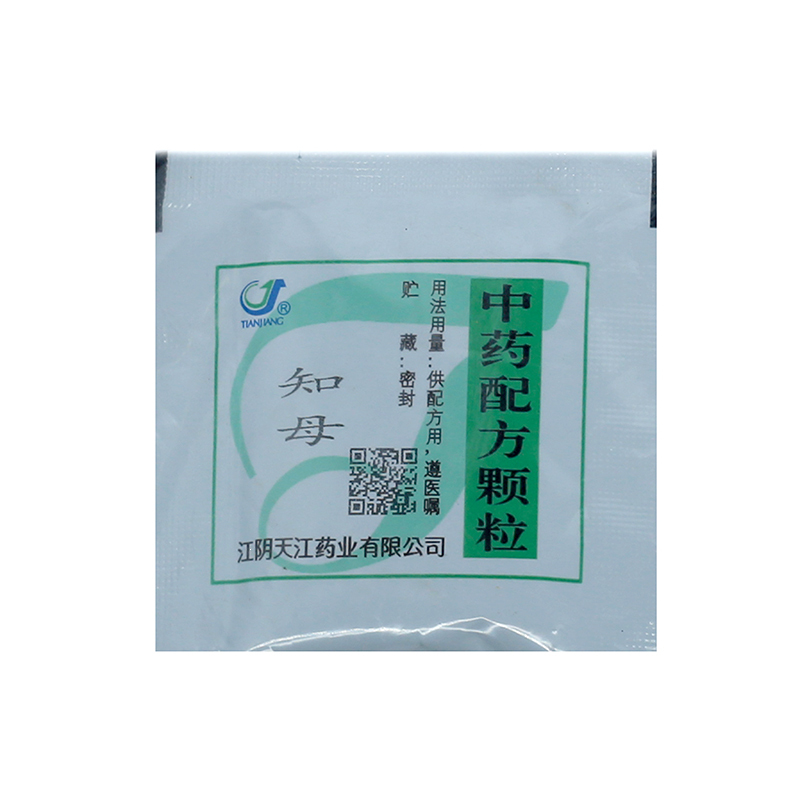 中药配方颗粒
用法用量：供配方用，遵医嘱
贮藏：密封
®
TIANJIANG
知母
江阴天江药业有限公司